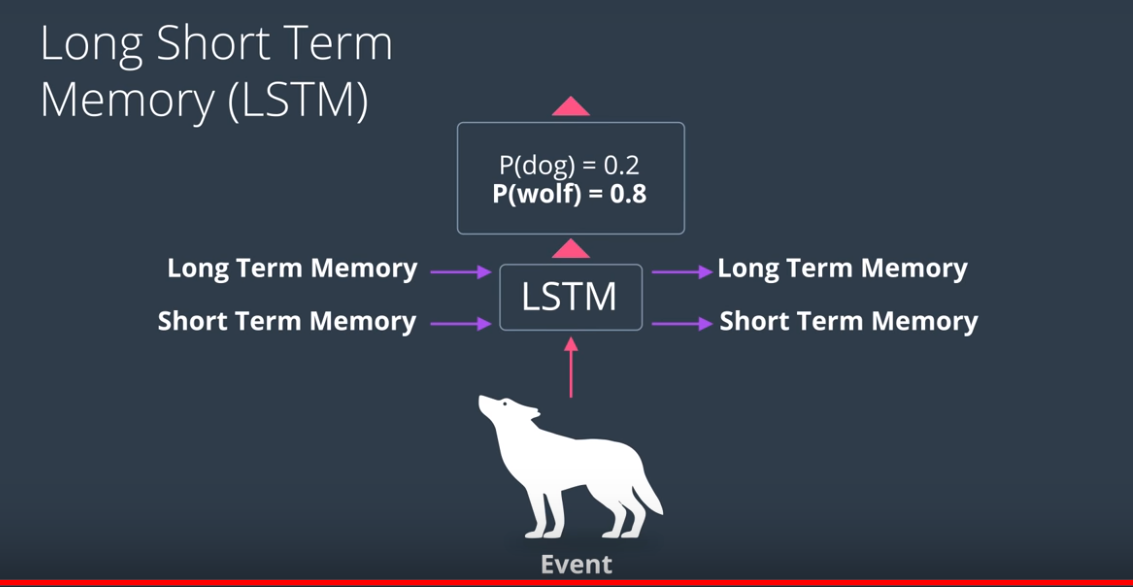 Long Short Term
Memory (LSTM)
P(dog) = 0.2
P(wolf) = 0.8
Long Term Memory
LSTM
Long Term Memory
Short Term Memory
Short Term Memory
Event